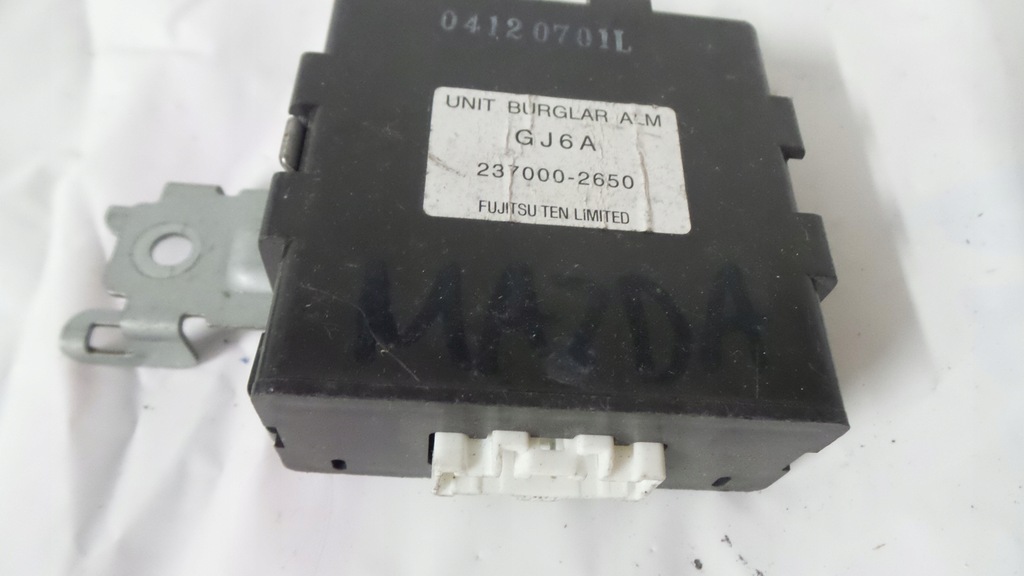 04120701L
UNIT BURGLAR ALM
GJ6A
237000-2650
FUJITSU TEN LIMITED
MAZDA